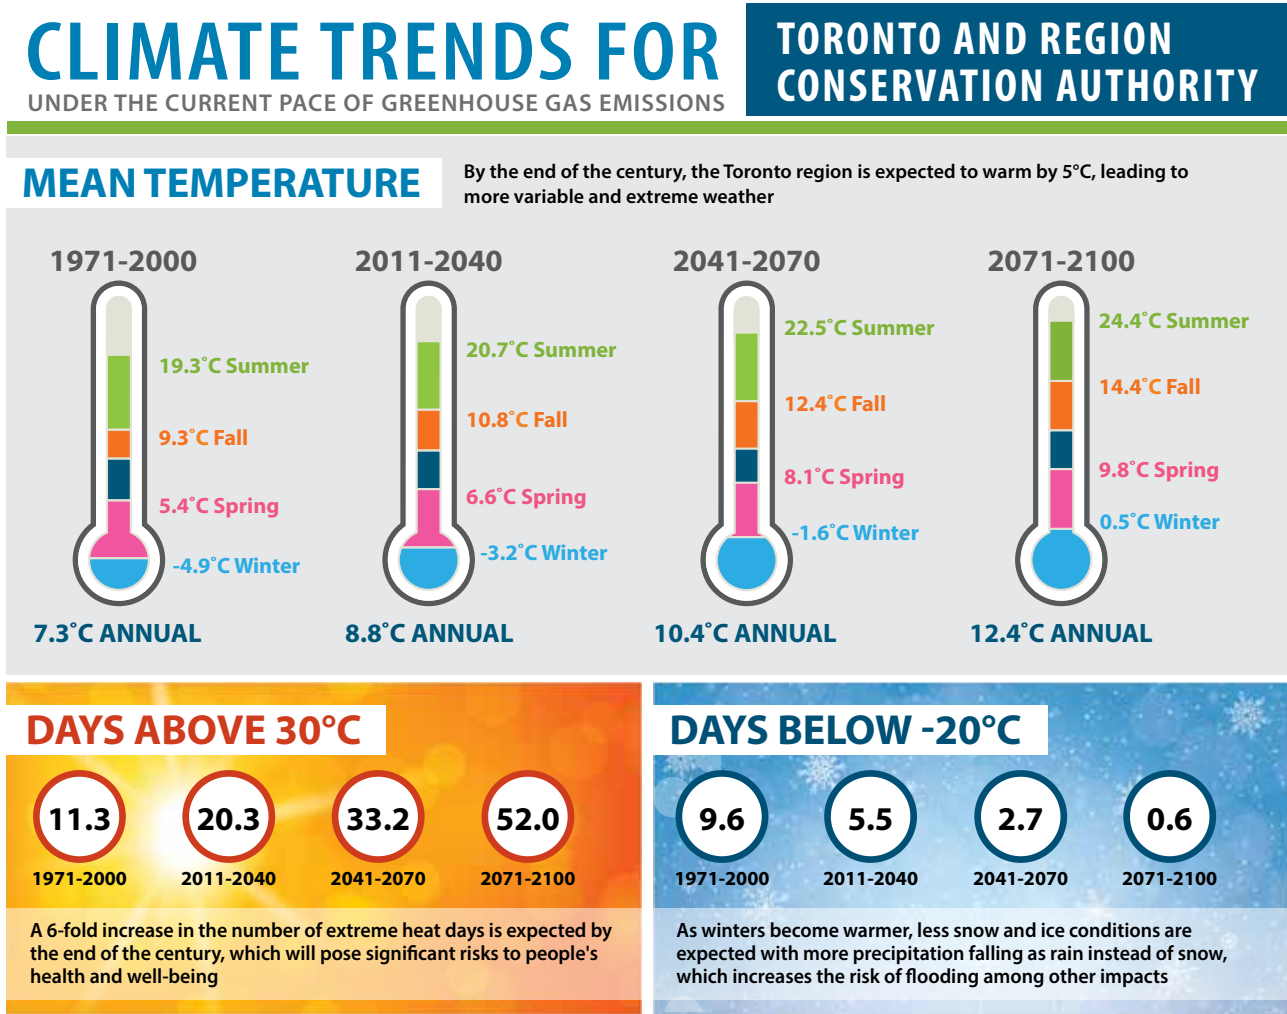 CLIMATE TRENDS FOR
UNDER THE CURRENT PACE OF GREENHOUSE GAS EMISSIONS
TORONTO AND REGION
CONSERVATION AUTHORITY
MEAN TEMPERATURE
By the end of the century, the Toronto region is expected to warm by 5°C, leading to
more variable and extreme weather
1971-2000
19.3˚C Summer
9.3˚C Fall
5.4˚C Spring
-4.9˚C Winter
7.3˚C ANNUAL
2011-2040
20.7˚C Summer
10.8˚C Fall
6.6˚C Spring
-3.2˚C Winter
8.8˚C ANNUAL
2041-2070
22.5˚C Summer
12.4˚C Fall
8.1˚C Spring
-1.6˚C Winter
10.4˚C ANNUAL
2071-2100
24.4˚C Summer
14.4˚C Fall
9.8˚C Spring
0.5˚C Winter
12.4˚C ANNUAL
DAYS ABOVE 30°C
11.3 20.3 33.2 52.0
1971-2000 2011-2040 2041-2070 2071-2100
A 6-fold increase in the number of extreme heat days is expected by
the end of the century, which will pose significant risks to people's
health and well-being
DAYS BELOW -20°C
9.6 5.5 2.7 0.6
1971-2000 2011-2040 2041-2070 2071-2100
As winters become warmer, less snow and ice conditions are
expected with more precipitation falling as rain instead of snow,
which increases the risk of flooding among other impacts